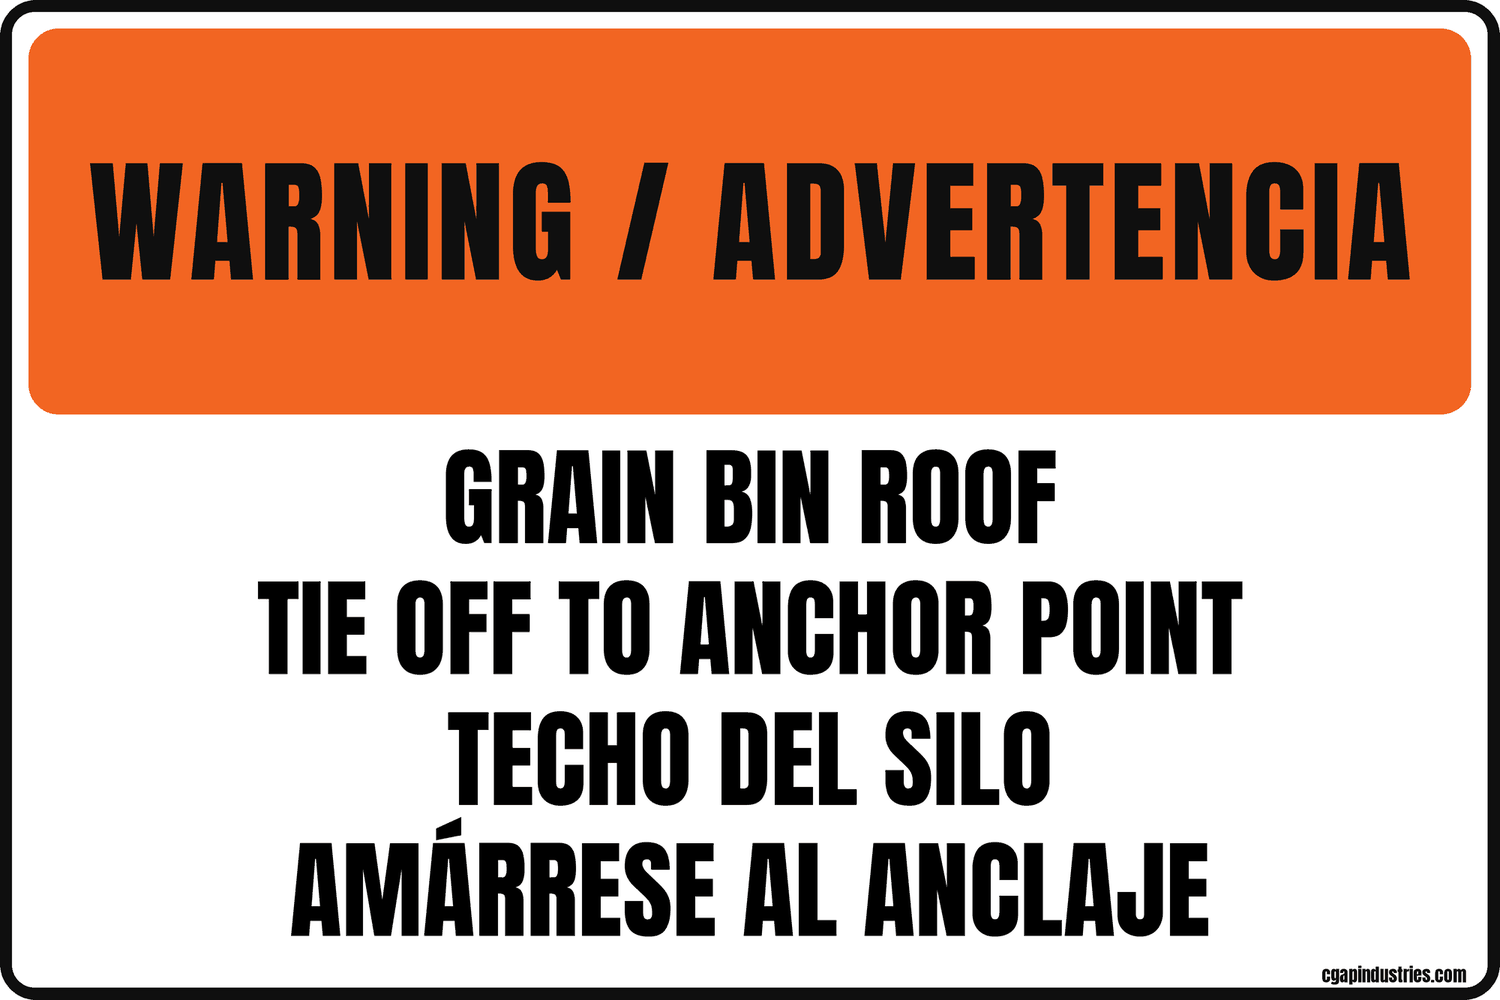 WARNING / ADVERTENCIA
GRAIN BIN ROOF
TIE OFF TO ANCHOR POINT
TECHO DEL SILO
AMÁRRESE AL ANCLAJE
cgapindustries.com